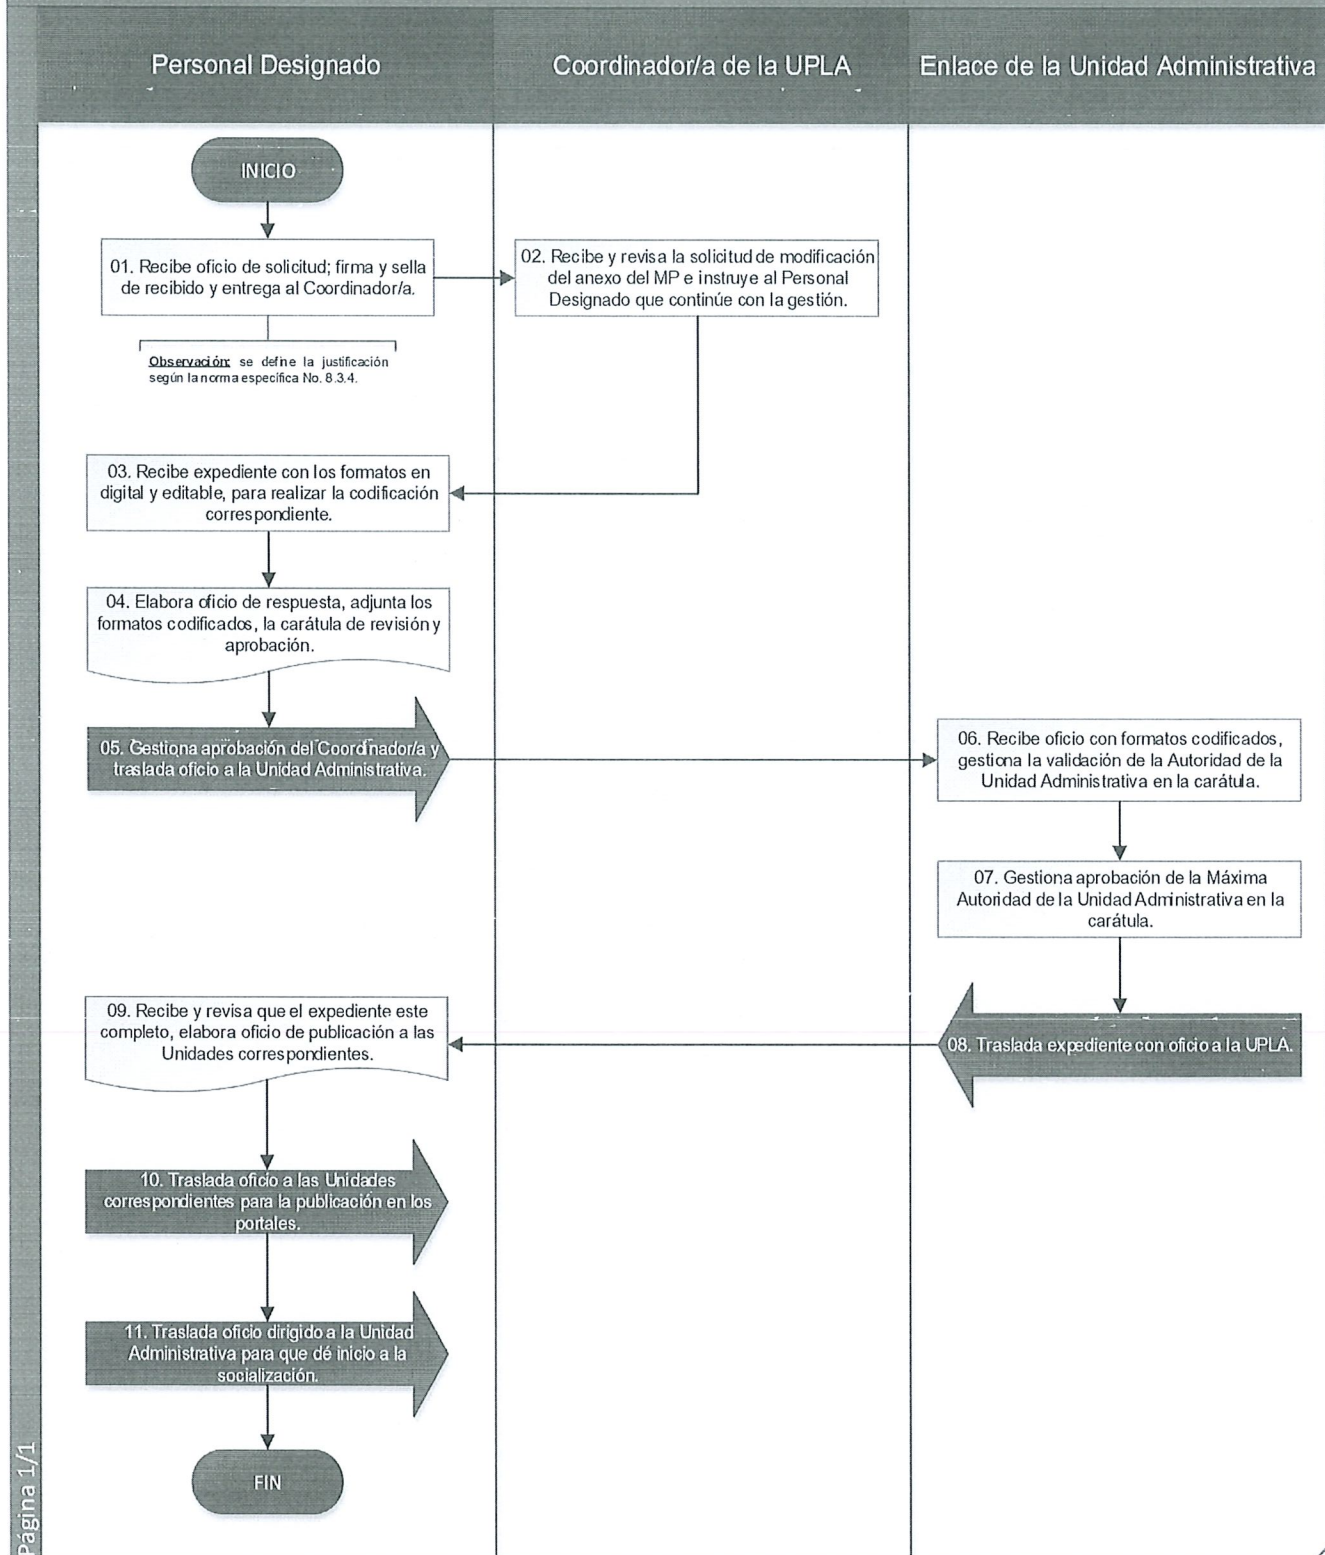 Personal Designado
Coordinador/a de la UPLA
Enlace de la Unidad Administrativa
INICIO
01. Recibe oficio de solicitud; firma y sella
de recibido y entrega al Coordinador/a.
02. Recibe y revisa la solicitud de modificación
del anexo del MP e instruye al Personal
Designado que continúe con la gestión.
Observación: se define la justificación
según la norma específica No. 8.3.4.
03. Recibe expediente con los formatos en
digital y editable, para realizar la codificación
correspondiente.
04. Elabora oficio de respuesta, adjunta los
formatos codificados, la carátula de revisión y
aprobación.
05. Gestiona aprobación del Coordinador/a y
traslada oficio a la Unidad Administrativa.
06. Recibe oficio con formatos codificados,
gestiona la validación de la Autoridad de la
Unidad Administrativa en la carátula.
07. Gestiona aprobación de la Máxima
Autoridad de la Unidad Administrativa en la
carátula.
08. Traslada expediente con oficio a la UPLA.
09. Recibe y revisa que el expediente este
completo, elabora oficio de publicación a las
Unidades correspondientes.
10. Traslada oficio a las Unidades
correspondientes para la publicación en los
portales.
11. Traslada oficio dirigido a la Unidad
Administrativa para que dé inicio a la
socialización.
FIN
Página 1/1